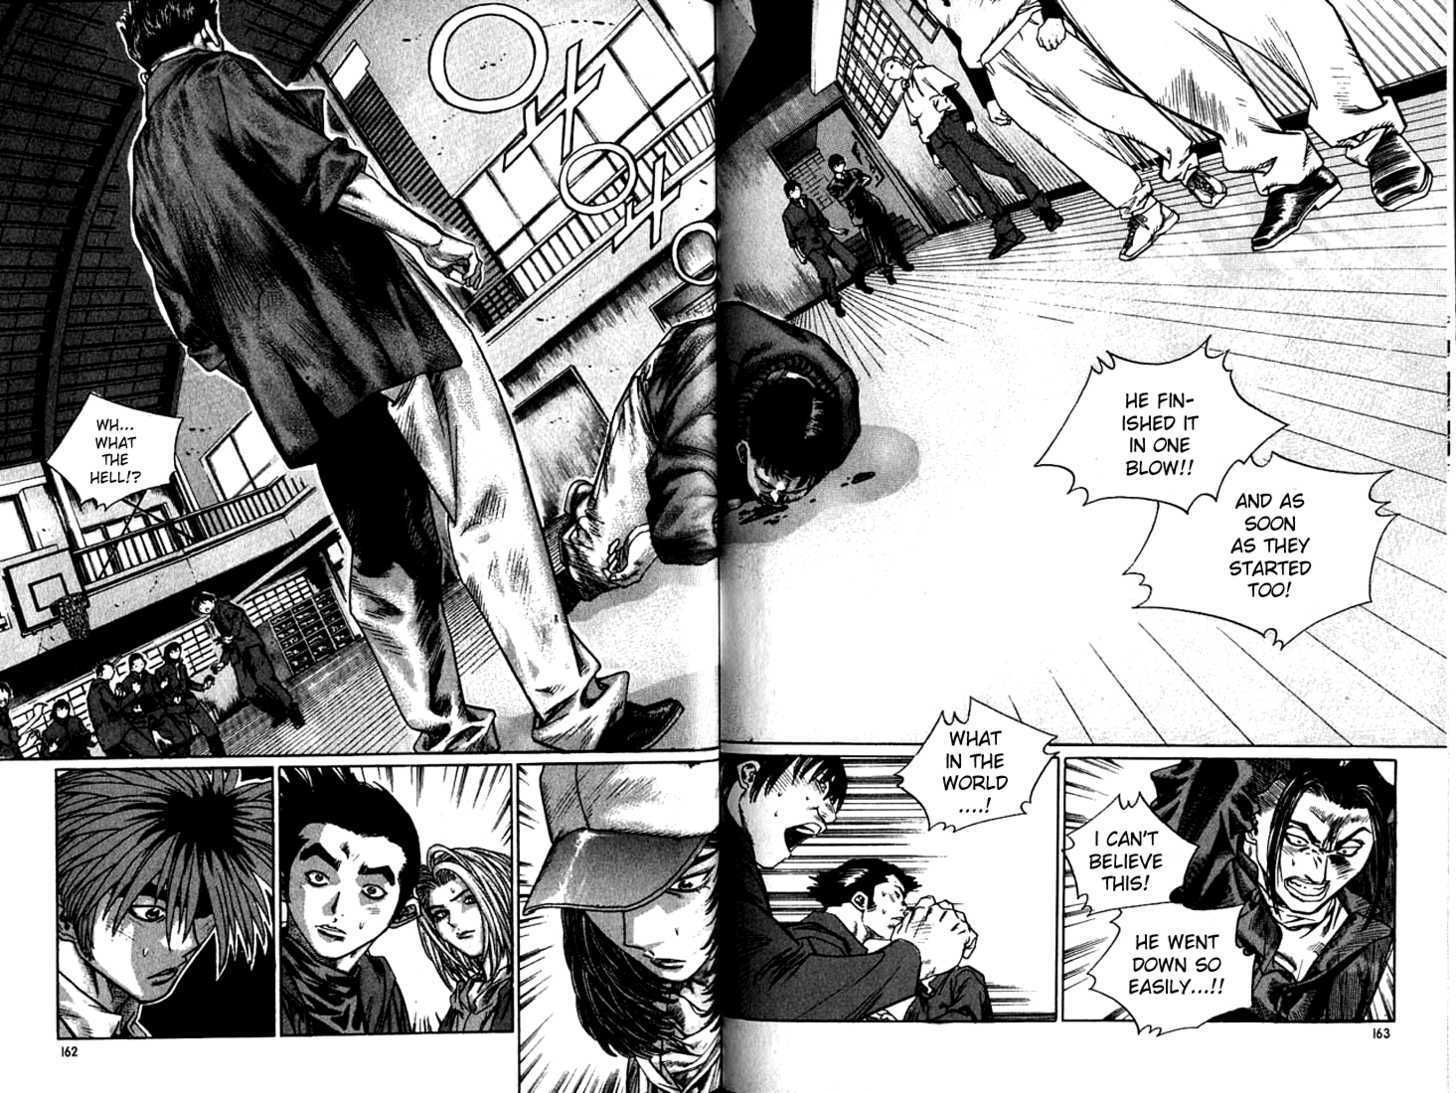 WH...
WHAT
THE
HELL!?
HE FIN-
ISHED IT
IN ONE
BLOW!!
AND AS
SOON
AS THEY
STARTED
TOO!
WHAT
IN THE
WORLD
....!
I CAN'T
BELIEVE
THIS!
HE WENT
DOWN SO
EASILY...!!
162
163